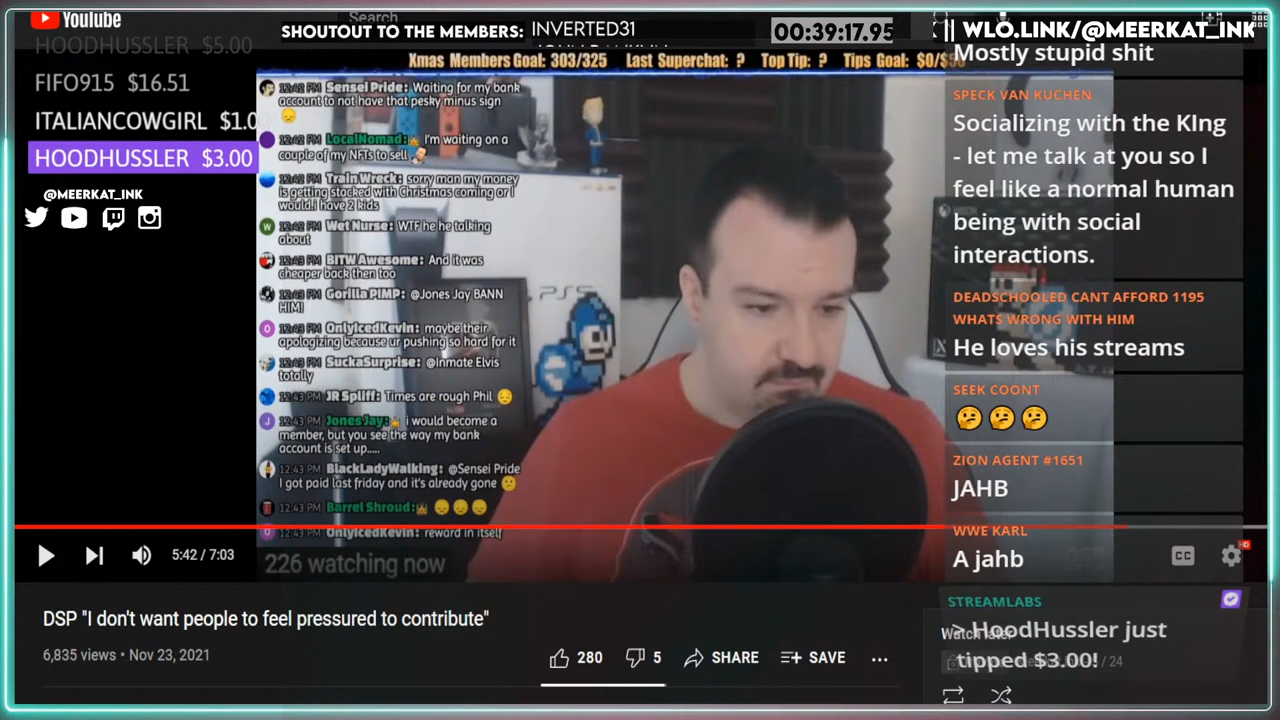 YouTube
Search
SHOUTOUT TO THE MEMBERS:
INVERTED31
00:39:17.95
|| WLO.LINK/@MEERKAT_INK
HOODHUSSLER $5.00
FIFO915 $16.51
ITALIANCOWGIRL $1.0
HOODHUSSLER $3.00
@MEERKAT_INK
Xmas Members Goal: 303/325 Last Superchat: ? Top Tip: ? Tips Goal: $0/$
12:42 PM Sensei Pride: Waiting for my bank
account to not have that pesky minus sign
12:42 PM LocalNomad: I'm waiting on a
couple of my NFTs to sell
12:42 PM Train Wreck: sorry man my money
is getting stacked with Christmas coming or I
would.i have 2 kids
12:42 PM Wet Nurse: WTF he he talking
about
12:43 PM BITW Awesome: And it was
cheaper back then too
12:43 PM Gorilla PIMP: @Jones Jay BANN
HIM!
12:43 PM OnlyIcedKevin: maybe their
apologizing because ur pushing so hard for it
12:43 PM SuckaSurprise: @Inmate Elvis
totally
12:43 PM JR Spliff: Times are rough Phil 😔
12:43 PM Jones Jay: i would become a
member, but you see the way my bank
account is set up.....
12:43 PM BlackLadyWalking: @Sensei Pride
I got paid last friday and it's already gone 😕
12:43 PM Barrel Shroud: 😔 😔 😔
12:43 PM OnlyIcedKevin: reward in itself
226 watching now
PS5
XBOX
Mostly stupid shit
SPECK VAN KUCHEN
Socializing with the KIng
- let me talk at you so I
feel like a normal human
being with social
interactions.
DEADSCHOOLED CANT AFFORD 1195
WHATS WRONG WITH HIM
He loves his streams
SEEK COONT
🤔 🤔 🤔
ZION AGENT #1651
JAHB
WWE KARL
A jahb
5:42 / 7:03
CC
HD
DSP "I don't want people to feel pressured to contribute"
6,835 views • Nov 23, 2021
280
5
SHARE
SAVE
STREAMLABS
> HoodHussler just
tipped $3.00!
Watch later
/ 24